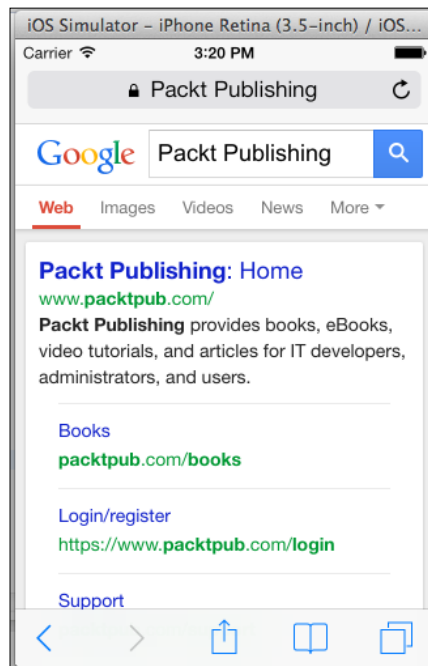 iOS Simulator – iPhone Retina (3.5-inch) / iOS...
Carrier 3:20 PM
Packt Publishing
Google Packt Publishing
Web Images Videos News More
Packt Publishing: Home
www.packtpub.com/
Packt Publishing provides books, eBooks,
video tutorials, and articles for IT developers,
administrators, and users.
Books
packtpub.com/books
Login/register
https://www.packtpub.com/login
Support